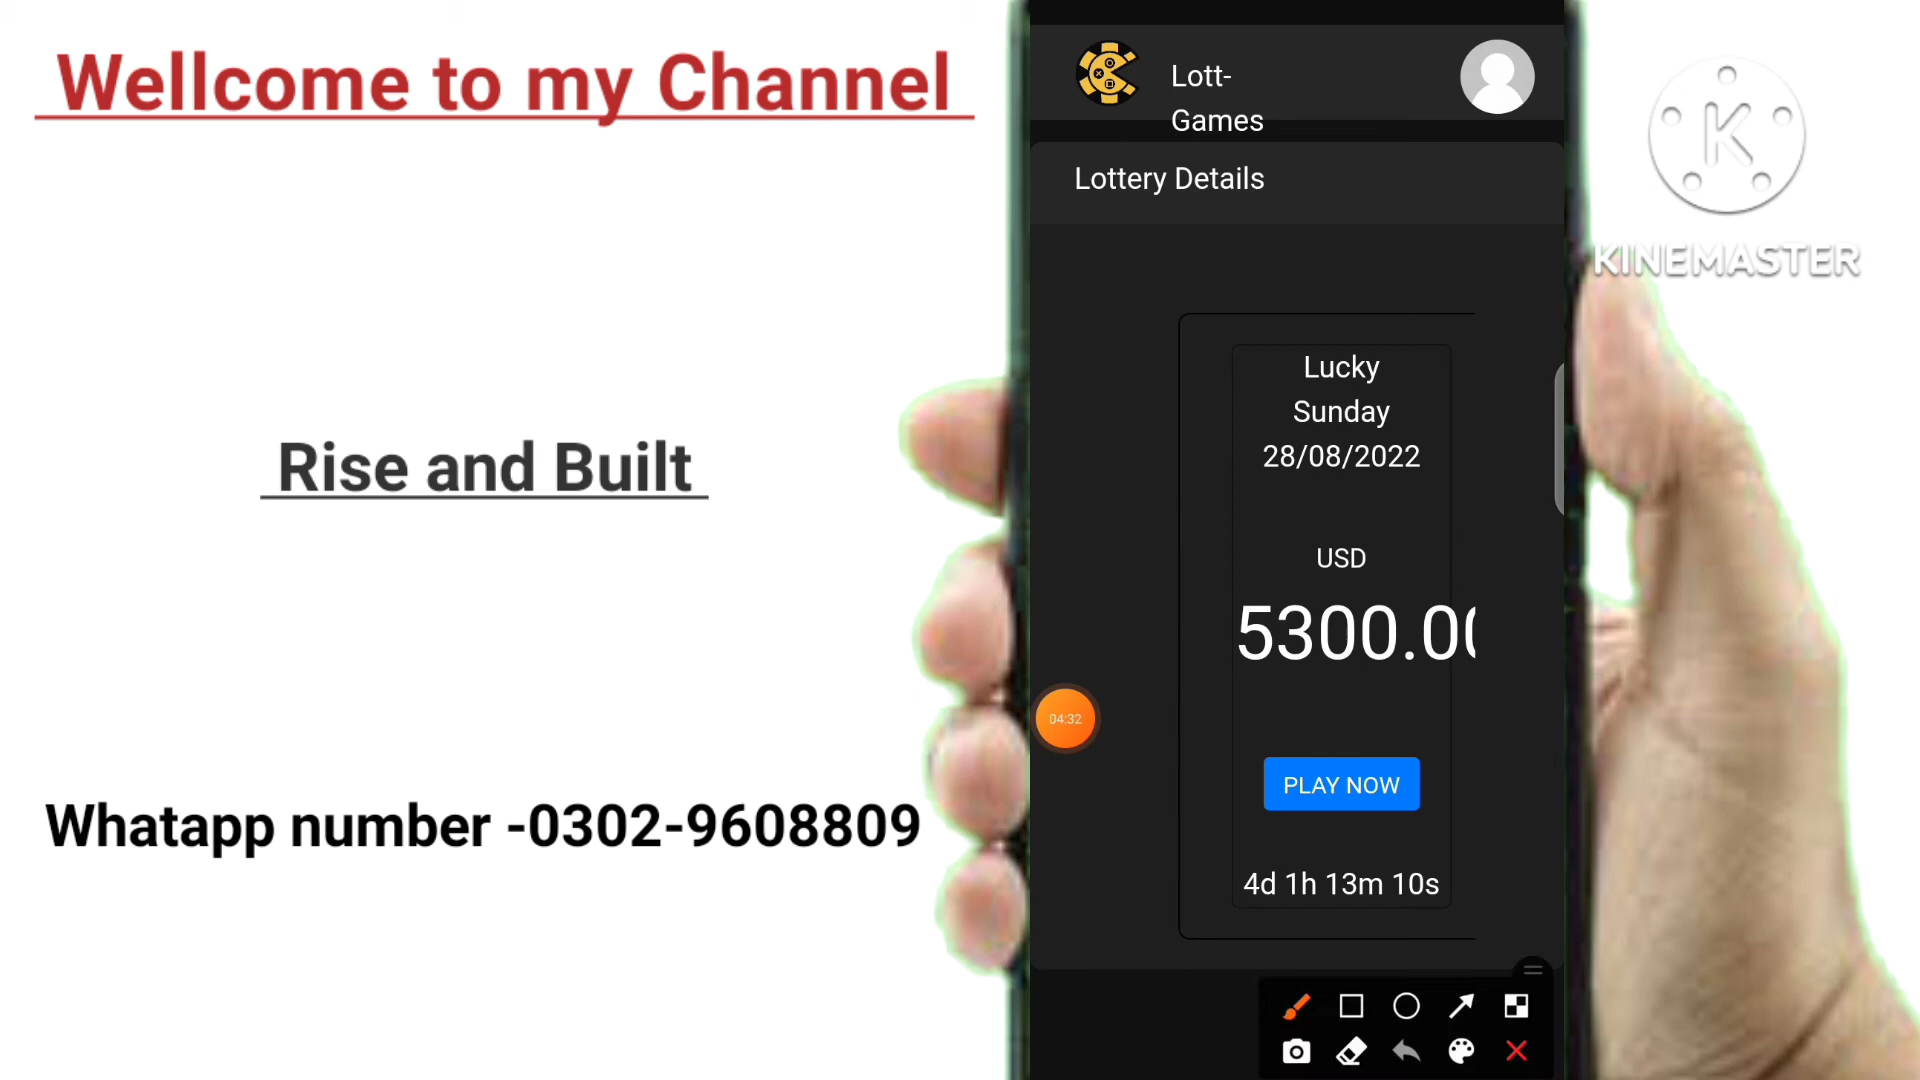 Wellcome to my Channel
Rise and Built
Whatapp number -0302-9608809
Lott-
Games
Lottery Details
Lucky
Sunday
28/08/2022
USD
5300.00
04:32
PLAY NOW
4d 1h 13m 10s
K
KINEMASTER